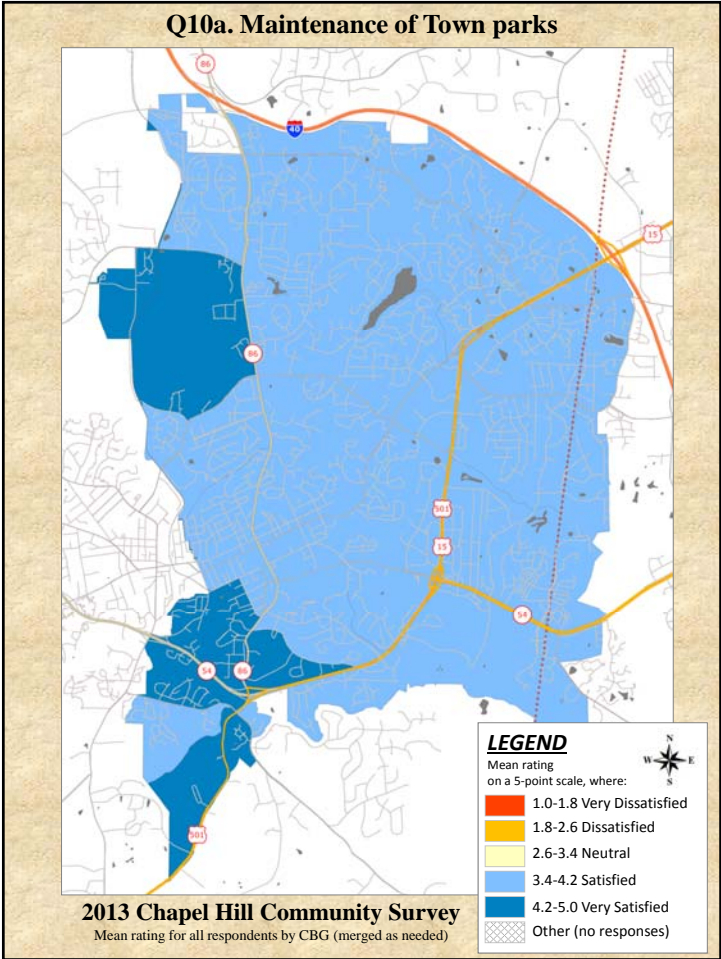 Q10a. Maintenance of Town parks
86
40
15
86
501
15
54
54
86
501
LEGEND
Mean rating
on a 5-point scale, where:
N
W E
S
1.0-1.8 Very Dissatisfied
1.8-2.6 Dissatisfied
2.6-3.4 Neutral
3.4-4.2 Satisfied
4.2-5.0 Very Satisfied
Other (no responses)
2013 Chapel Hill Community Survey
Mean rating for all respondents by CBG (merged as needed)